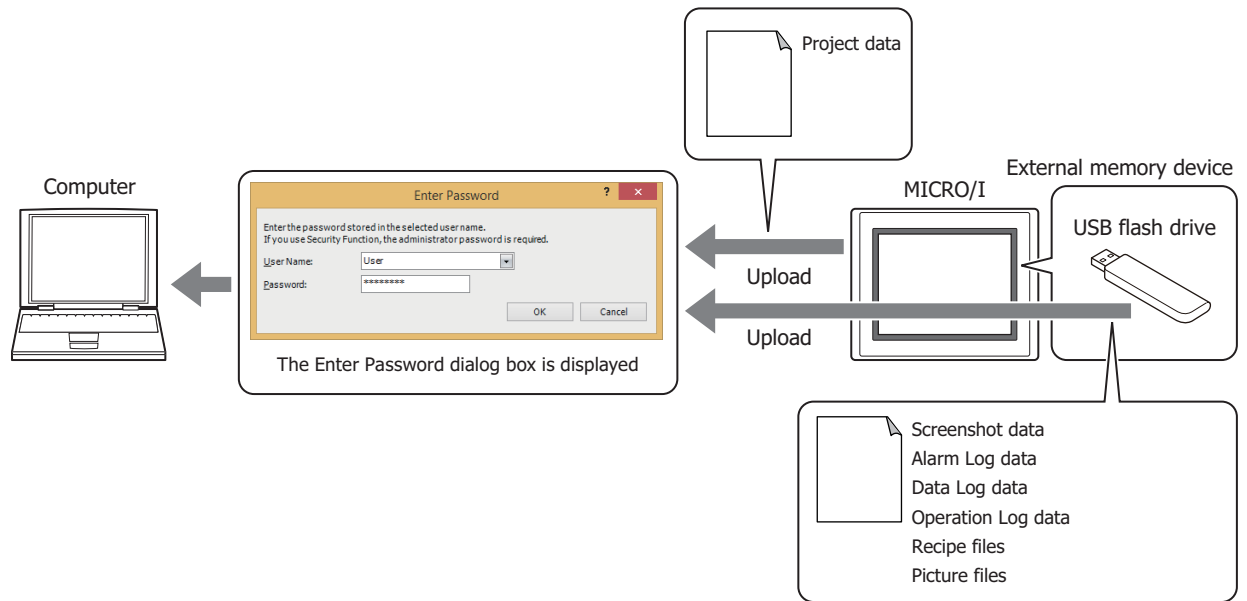 Project data
External memory device
Computer
MICRO/I
USB flash drive
Enter Password
?
×
Enter the password stored in the selected user name.
If you use Security Function, the administrator password is required.
User Name:
User
Password:
********
OK
Cancel
The Enter Password dialog box is displayed
Upload
Upload
Screenshot data
Alarm Log data
Data Log data
Operation Log data
Recipe files
Picture files